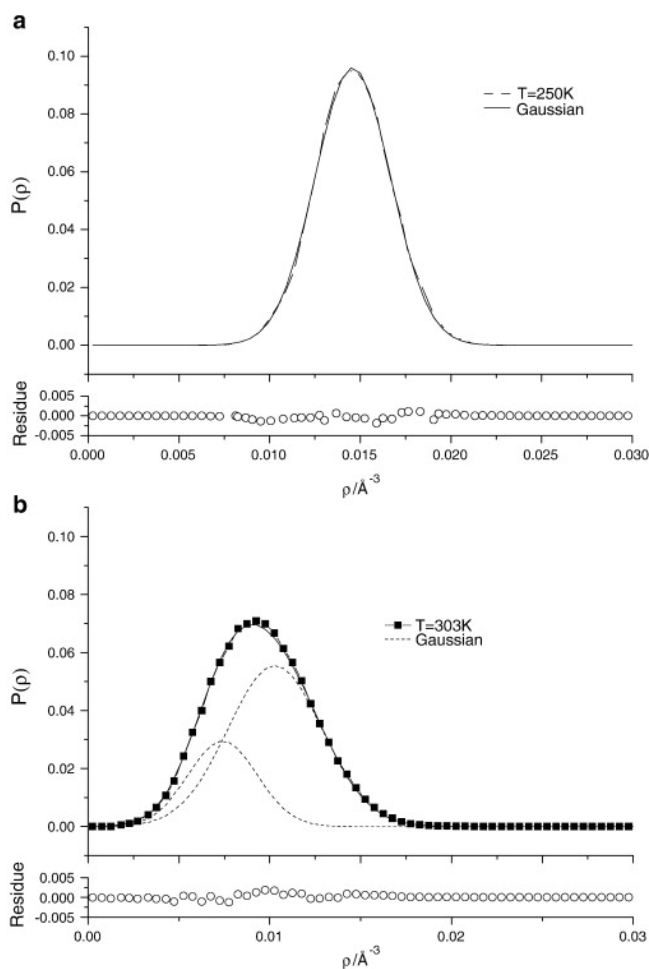 a
0.10
0.08
0.06
0.04
0.02
0.00
P(ρ)
T=250K
Gaussian
0.005
0.000
-0.005
Residue
0.000 0.005 0.010 0.015 0.020 0.025 0.030
ρ/Å⁻³
b
0.10
0.08
0.06
0.04
0.02
0.00
P(ρ)
T=303K
Gaussian
0.005
0.000
-0.005
Residue
0.00 0.01 0.02 0.03
ρ/Å⁻³